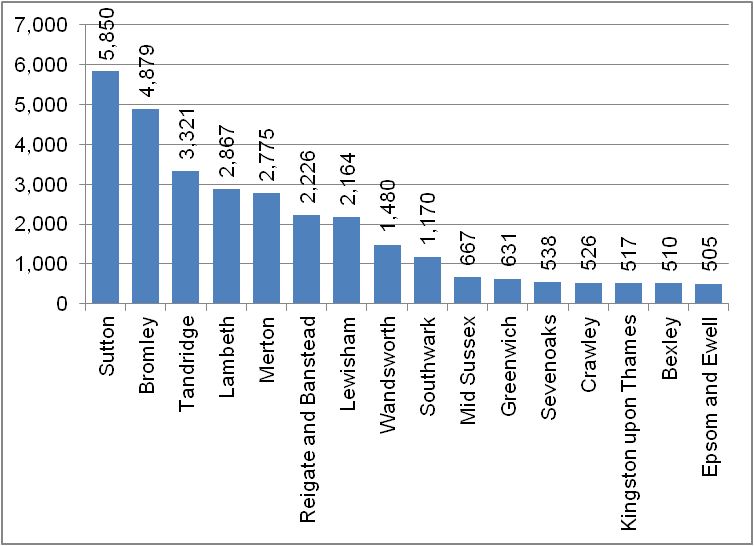 7,000
6,000
5,000
4,000
3,000
2,000
1,000
0
5,850
4,879
3,321
2,867
2,775
2,226
2,164
1,480
1,170
667
631
538
526
517
510
505
Sutton
Bromley
Tandridge
Lambeth
Merton
Reigate and Banstead
Lewisham
Wandsworth
Southwark
Mid Sussex
Greenwich
Sevenoaks
Crawley
Kingston upon Thames
Bexley
Epsom and Ewell